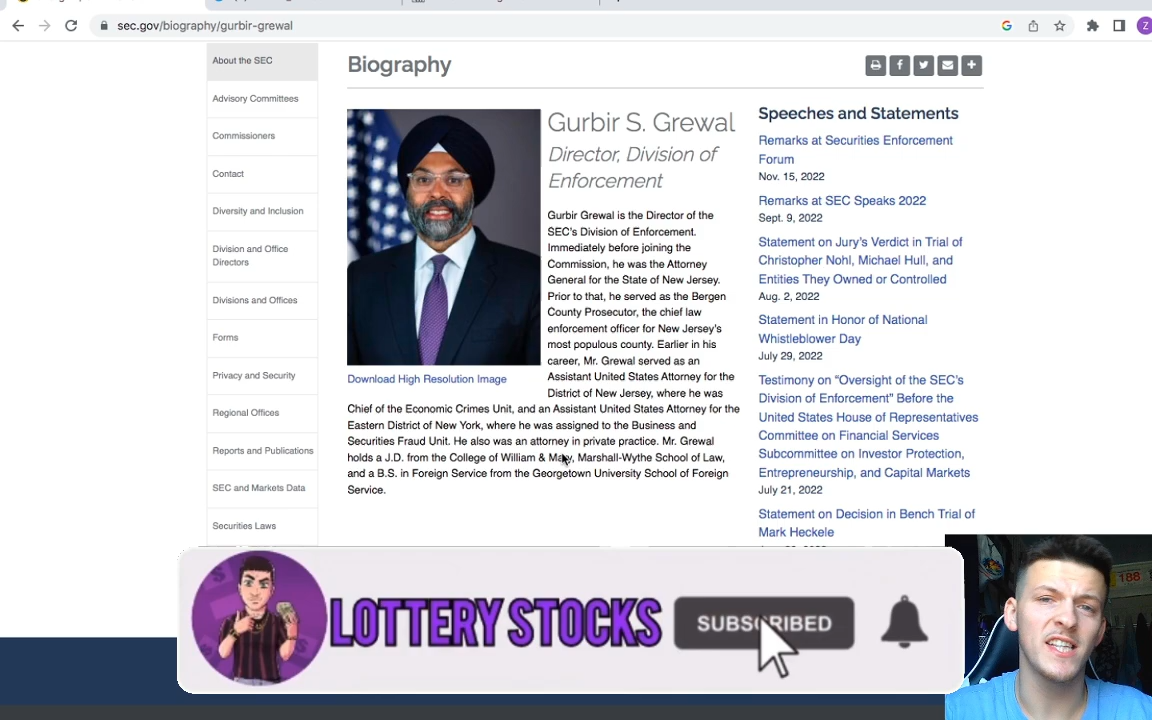 sec.gov/biography/gurbir-grewal
About the SEC
Advisory Committees
Commissioners
Contact
Diversity and Inclusion
Division and Office
Directors
Divisions and Offices
Forms
Privacy and Security
Regional Offices
Reports and Publications
SEC and Markets Data
Securities Laws
Biography
Gurbir S. Grewal
Director, Division of
Enforcement
Gurbir Grewal is the Director of the
SEC's Division of Enforcement.
Immediately before joining the
Commission, he was the Attorney
General for the State of New Jersey.
Prior to that, he served as the Bergen
County Prosecutor, the chief law
enforcement officer for New Jersey's
most populous county. Earlier in his
career, Mr. Grewal served as an
Assistant United States Attorney for the
District of New Jersey, where he was
Download High Resolution Image
Chief of the Economic Crimes Unit, and an Assistant United States Attorney for the
Eastern District of New York, where he was assigned to the Business and
Securities Fraud Unit. He also was an attorney in private practice. Mr. Grewal
holds a J.D. from the College of William & Mary, Marshall-Wythe School of Law,
and a B.S. in Foreign Service from the Georgetown University School of Foreign
Service.
Speeches and Statements
Remarks at Securities Enforcement
Forum
Nov. 15, 2022
Remarks at SEC Speaks 2022
Sept. 9, 2022
Statement on Jury's Verdict in Trial of
Christopher Nohl, Michael Hull, and
Entities They Owned or Controlled
Aug. 2, 2022
Statement in Honor of National
Whistleblower Day
July 29, 2022
Testimony on “Oversight of the SEC's
Division of Enforcement” Before the
United States House of Representatives
Committee on Financial Services
Subcommittee on Investor Protection,
Entrepreneurship, and Capital Markets
July 21, 2022
Statement on Decision in Bench Trial of
Mark Heckele
LOTTERY STOCKS
SUBSCRIBED
188